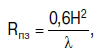 Rпз = 0,6H² / λ,